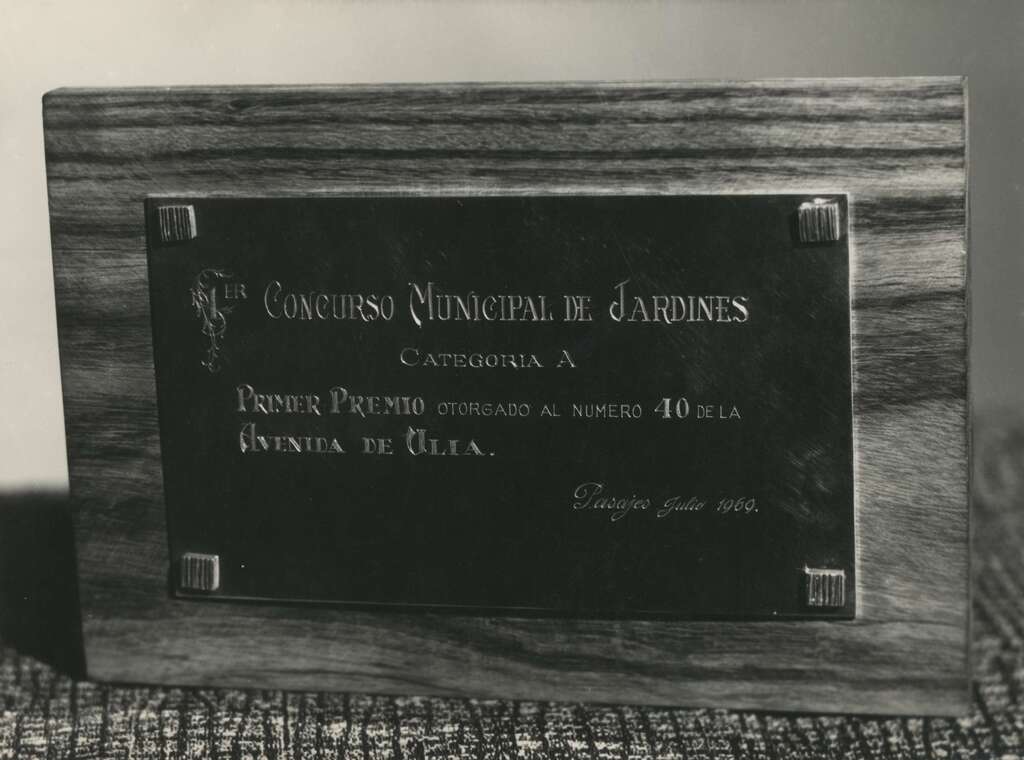 1ER CONCURSO MUNICIPAL DE JARDINES
CATEGORIA A
PRIMER PREMIO OTORGADO AL NUMERO 40 DE LA
AVENIDA DE ULIA.
Pasajes Julio 1969.